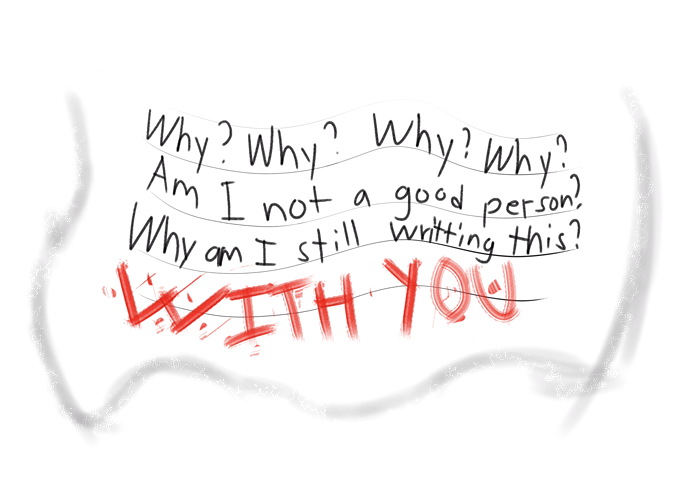 Why? Why? Why? Why?
Am I not a good person?
Why am I still writting this?
WITH YOU